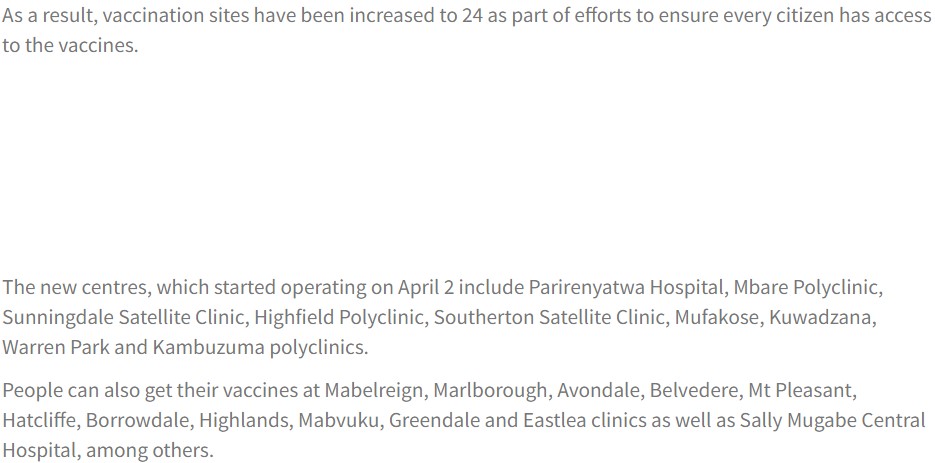 As a result, vaccination sites have been increased to 24 as part of efforts to ensure every citizen has access
to the vaccines.
The new centres, which started operating on April 2 include Parirenyatwa Hospital, Mbare Polyclinic,
Sunningdale Satellite Clinic, Highfield Polyclinic, Southerton Satellite Clinic, Mufakose, Kuwadzana,
Warren Park and Kambuzuma polyclinics.
People can also get their vaccines at Mabelreign, Marlborough, Avondale, Belvedere, Mt Pleasant,
Hatcliffe, Borrowdale, Highlands, Mabvuku, Greendale and Eastlea clinics as well as Sally Mugabe Central
Hospital, among others.